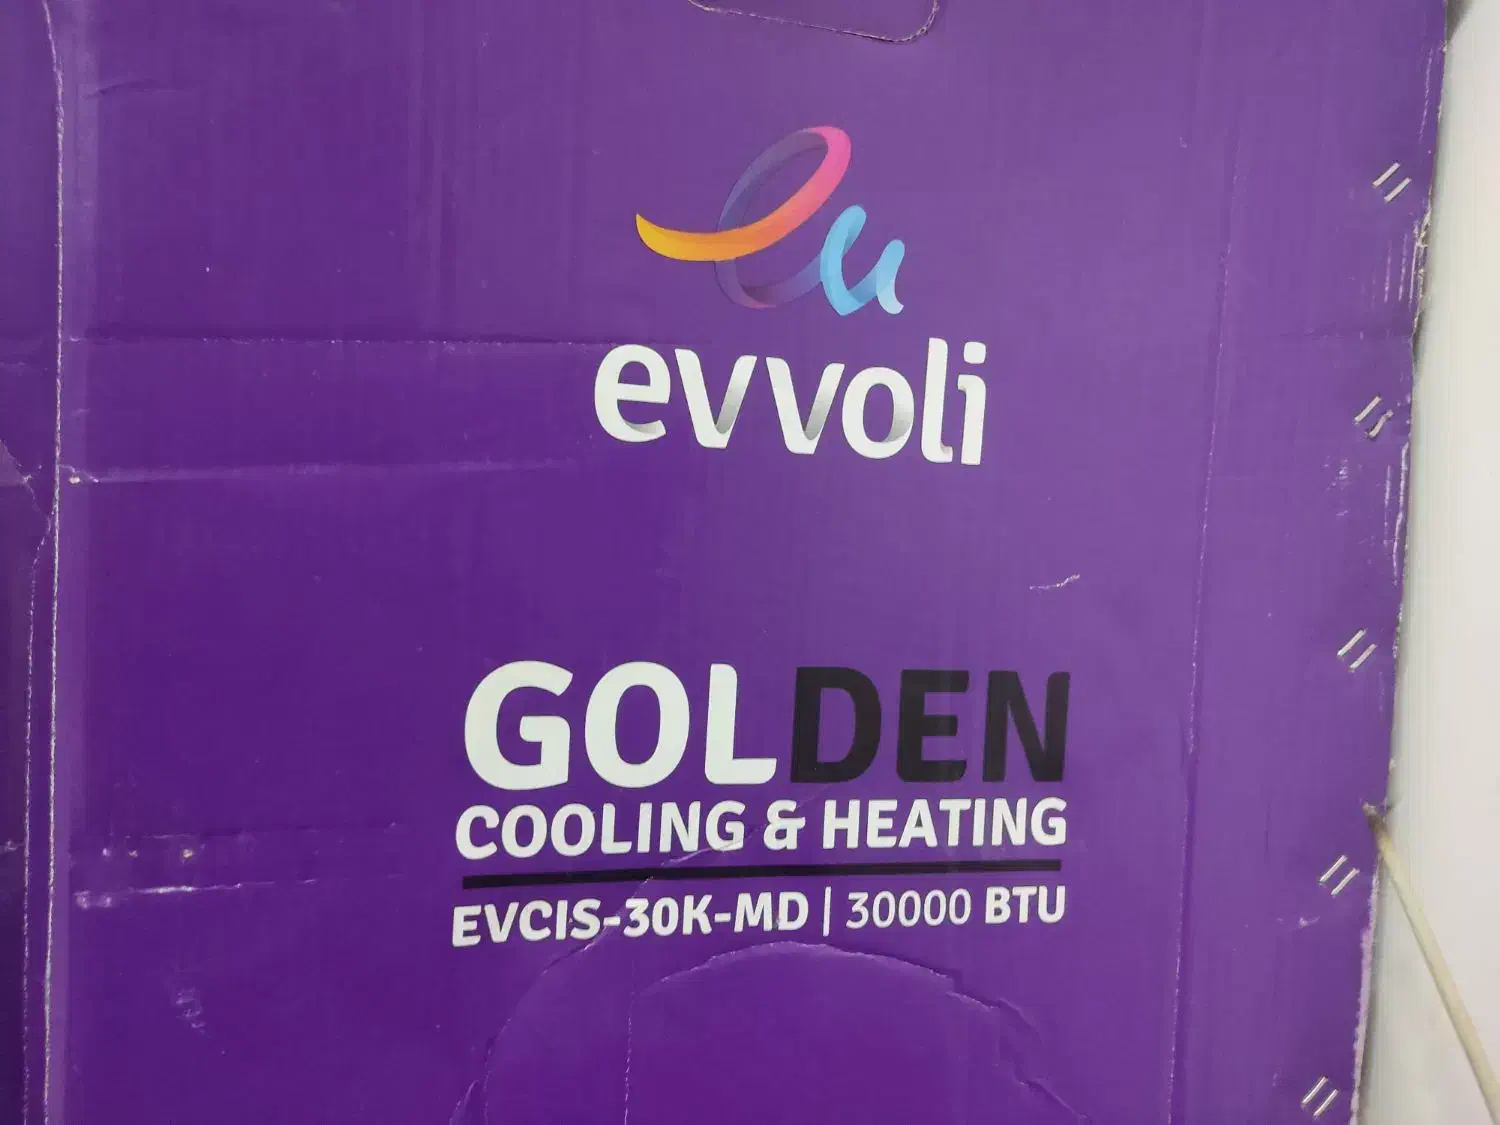 evvoli
GOLDEN
COOLING & HEATING
EVCIS-30K-MD | 30000 BTU